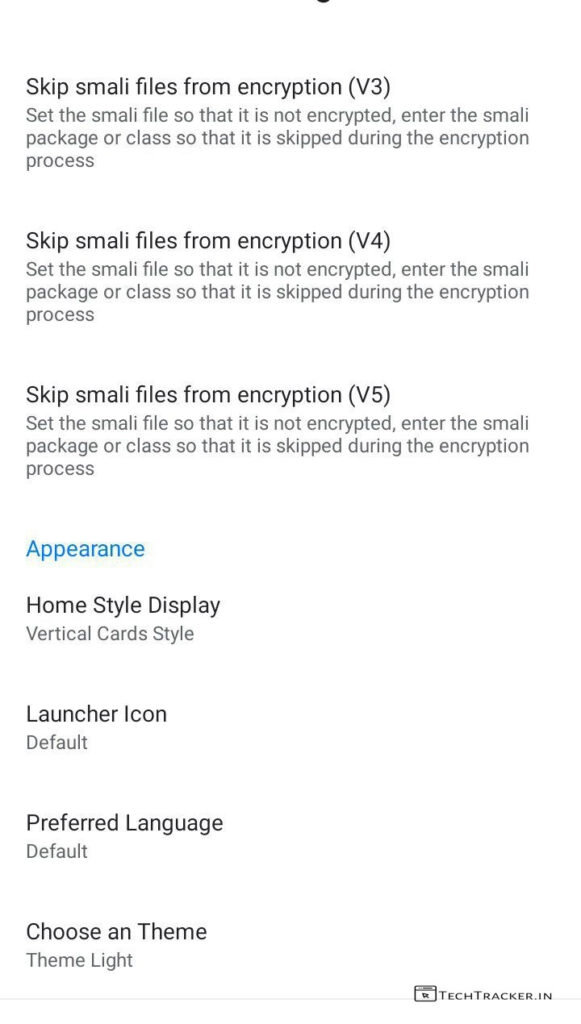 Skip smali files from encryption (V3)
Set the smali file so that it is not encrypted, enter the smali
package or class so that it is skipped during the encryption
process
Skip smali files from encryption (V4)
Set the smali file so that it is not encrypted, enter the smali
package or class so that it is skipped during the encryption
process
Skip smali files from encryption (V5)
Set the smali file so that it is not encrypted, enter the smali
package or class so that it is skipped during the encryption
process
Appearance
Home Style Display
Vertical Cards Style
Launcher Icon
Default
Preferred Language
Default
Choose an Theme
Theme Light
TECHTRACKER.IN